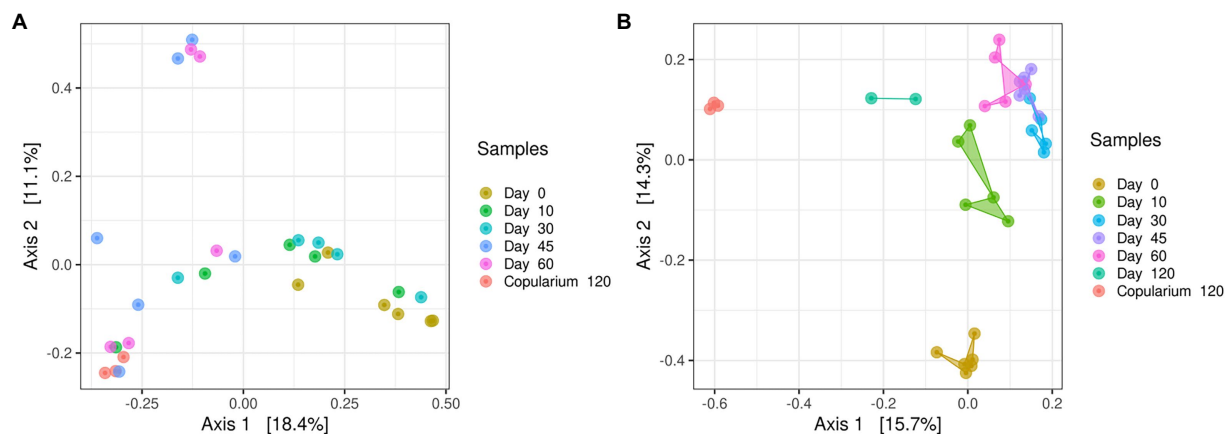 A
B
0.4
0.2
0.0
-0.2
-0.25
0.00
0.25
0.50
Axis 1 [18.4%]
Axis 2 [11.1%]
Samples
Day 0
Day 10
Day 30
Day 45
Day 60
Copularium 120
0.2
0.0
-0.2
-0.4
-0.6
-0.4
-0.2
0.0
0.2
Axis 1 [15.7%]
Axis 2 [14.3%]
Samples
Day 0
Day 10
Day 30
Day 45
Day 60
Day 120
Copularium 120